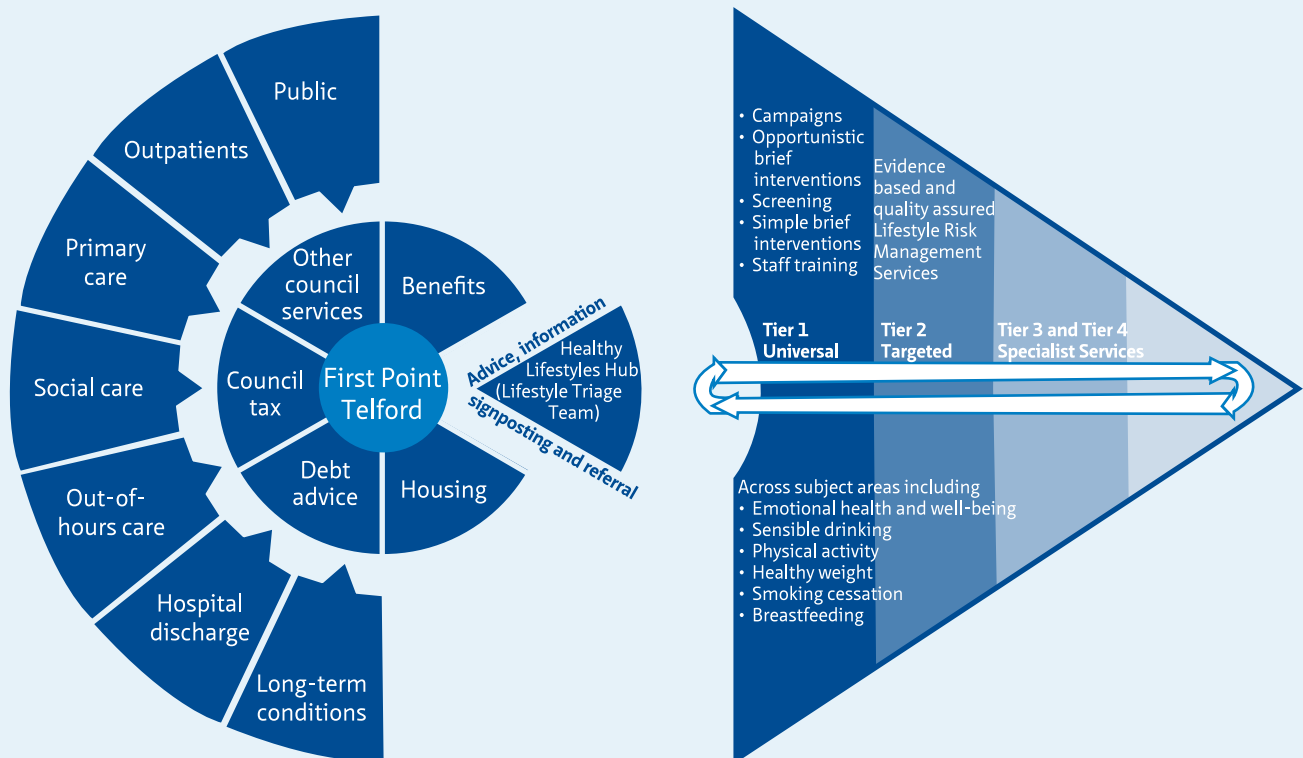 Public
Outpatients
Primary
care
Social care
Out-of-
hours care
Hospital
discharge
Long-term
conditions
Other
council
services
Benefits
Council
tax
First Point
Telford
Debt
advice
Housing
Advice, information
signposting and referral
Healthy
Lifestyles Hub
(Lifestyle Triage
Team)
• Campaigns
• Opportunistic
brief
interventions
• Screening
• Simple brief
interventions
• Staff training
Evidence
based and
quality assured
Lifestyle Risk
Management
Services
Tier 1
Universal
Tier 2
Targeted
Tier 3 and Tier 4
Specialist Services
Across subject areas including
• Emotional health and well-being
• Sensible drinking
• Physical activity
• Healthy weight
• Smoking cessation
• Breastfeeding